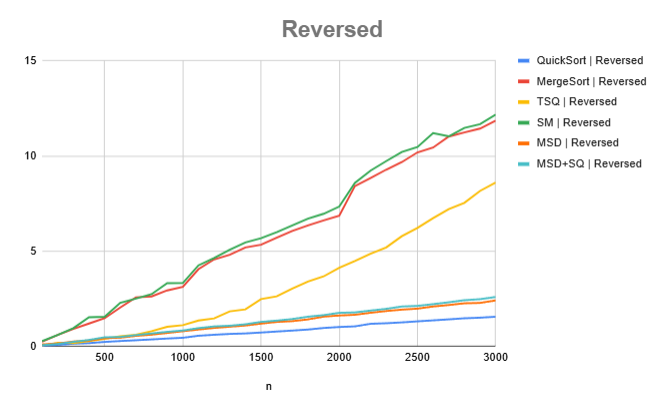 Reversed
15
10
5
0
500
1000
1500
2000
2500
3000
n
QuickSort | Reversed
MergeSort | Reversed
TSQ | Reversed
SM | Reversed
MSD | Reversed
MSD+SQ | Reversed